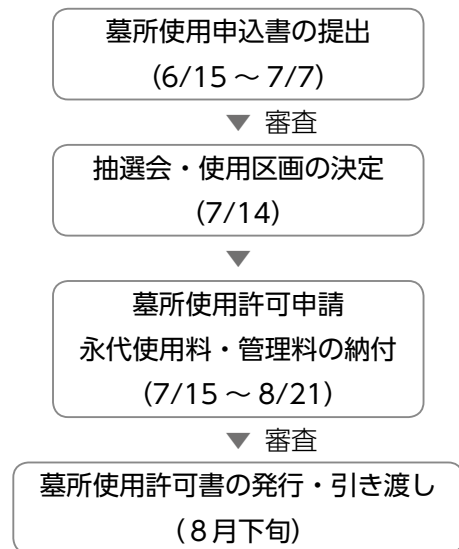 墓所使用申込書の提出
(6/15 ～ 7/7)
▼ 審査
抽選会・使用区画の決定
(7/14)
▼
墓所使用許可申請
永代使用料・管理料の納付
(7/15 ～ 8/21)
▼ 審査
墓所使用許可書の発行・引き渡し
(8月下旬)